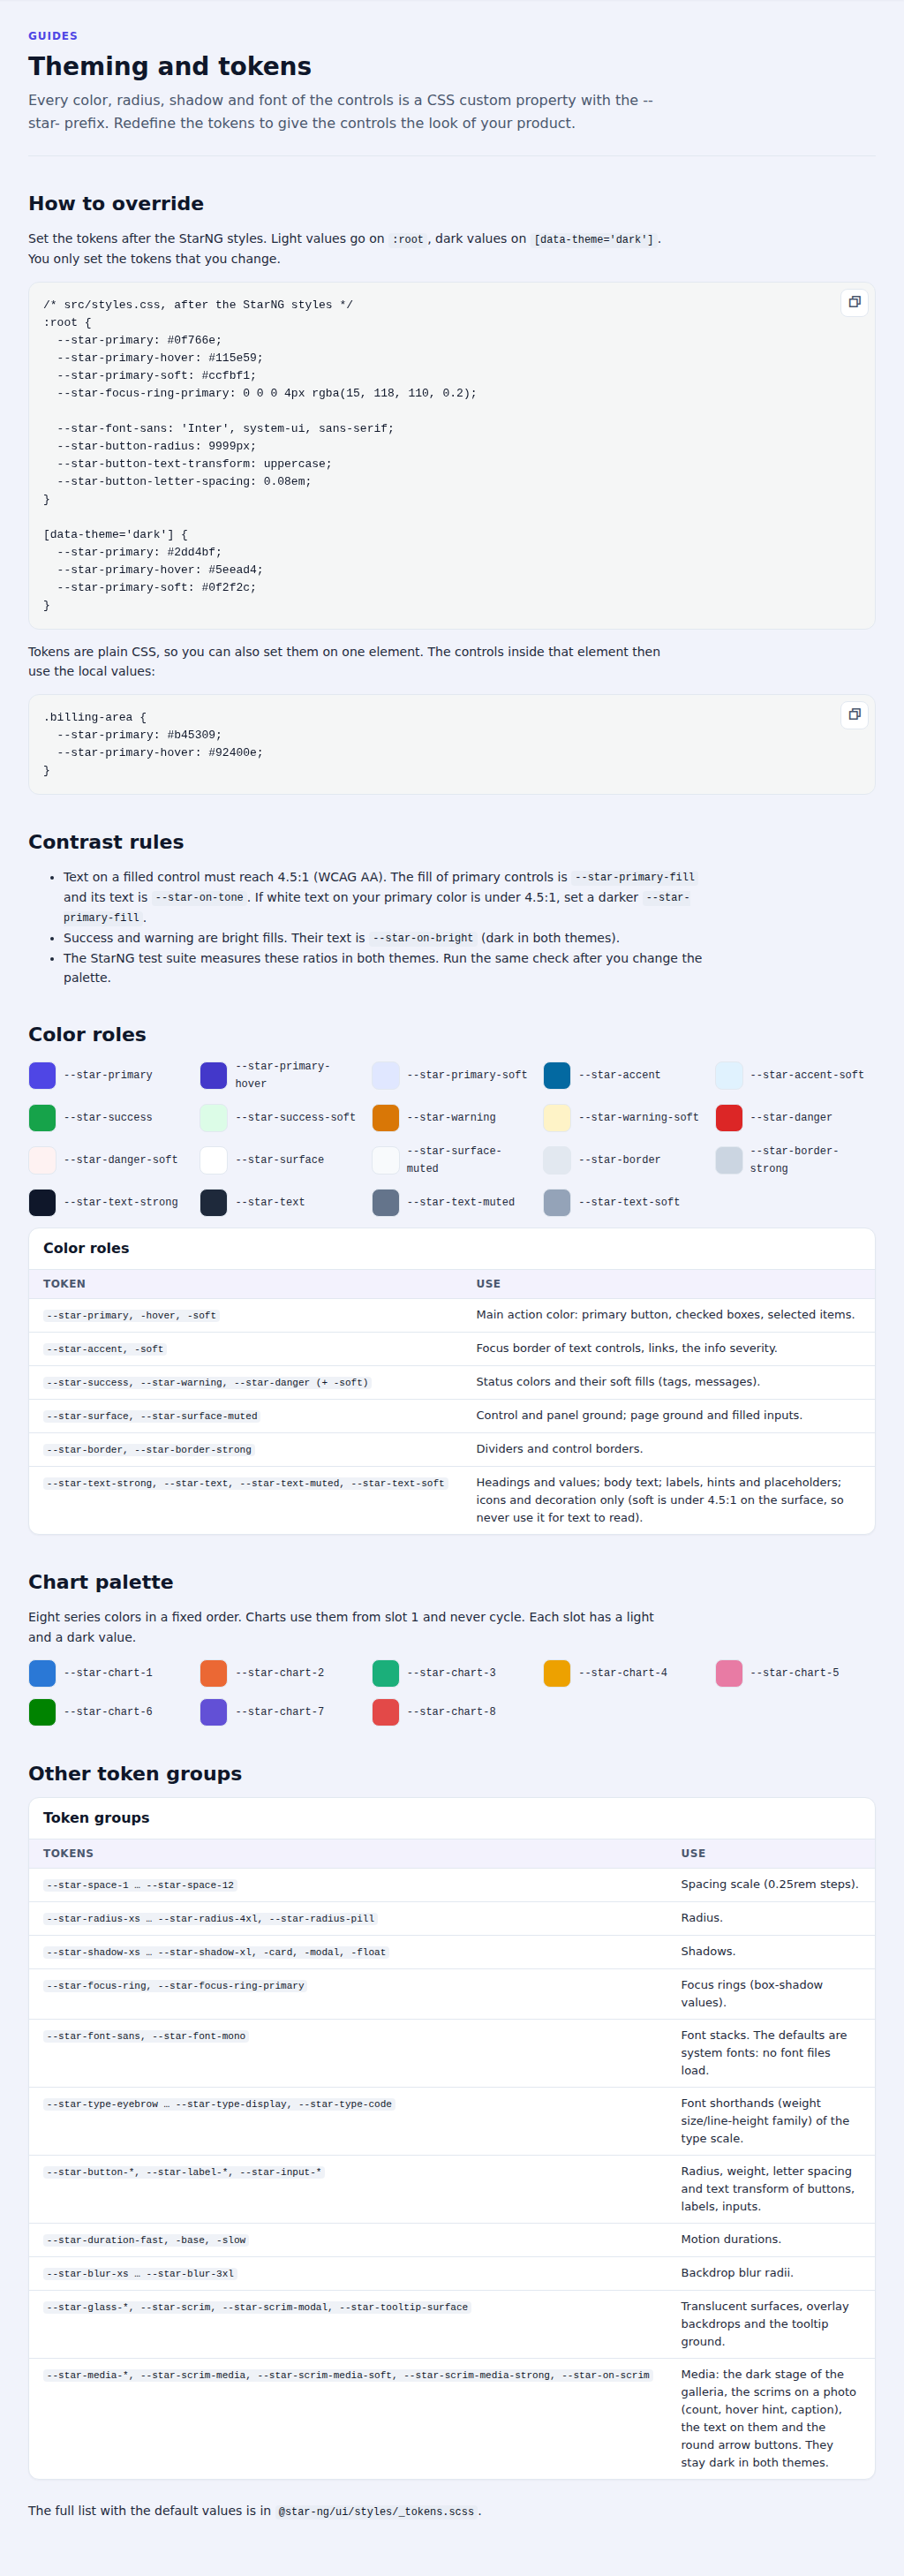 GUIDES
Theming and tokens
Every color, radius, shadow and font of the controls is a CSS custom property with the --
star- prefix. Redefine the tokens to give the controls the look of your product.
How to override
Set the tokens after the StarNG styles. Light values go on :root, dark values on [data-theme='dark'].
You only set the tokens that you change.
/* src/styles.css, after the StarNG styles */
:root {
  --star-primary: #0f766e;
  --star-primary-hover: #115e59;
  --star-primary-soft: #ccfbf1;
  --star-focus-ring-primary: 0 0 0 4px rgba(15, 118, 110, 0.2);
  --star-font-sans: 'Inter', system-ui, sans-serif;
  --star-button-radius: 9999px;
  --star-button-text-transform: uppercase;
  --star-button-letter-spacing: 0.08em;
}
[data-theme='dark'] {
  --star-primary: #2dd4bf;
  --star-primary-hover: #5eead4;
  --star-primary-soft: #0f2f2c;
}
Tokens are plain CSS, so you can also set them on one element. The controls inside that element then
use the local values:
.billing-area {
  --star-primary: #b45309;
  --star-primary-hover: #92400e;
}
Contrast rules
• Text on a filled control must reach 4.5:1 (WCAG AA). The fill of primary controls is --star-primary-fill
and its text is --star-on-tone. If white text on your primary color is under 4.5:1, set a darker --star-
primary-fill.
• Success and warning are bright fills. Their text is --star-on-bright (dark in both themes).
• The StarNG test suite measures these ratios in both themes. Run the same check after you change the
palette.
Color roles
--star-primary
--star-primary-
hover
--star-primary-soft
--star-accent
--star-accent-soft
--star-success
--star-success-soft
--star-warning
--star-warning-soft
--star-danger
--star-danger-soft
--star-surface
--star-surface-
muted
--star-border
--star-border-
strong
--star-text-strong
--star-text
--star-text-muted
--star-text-soft
Color roles
TOKEN USE
--star-primary, -hover, -soft Main action color: primary button, checked boxes, selected items.
--star-accent, -soft Focus border of text controls, links, the info severity.
--star-success, --star-warning, --star-danger (+ -soft) Status colors and their soft fills (tags, messages).
--star-surface, --star-surface-muted Control and panel ground; page ground and filled inputs.
--star-border, --star-border-strong Dividers and control borders.
--star-text-strong, --star-text, --star-text-muted, --star-text-soft Headings and values; body text; labels, hints and placeholders;
icons and decoration only (soft is under 4.5:1 on the surface, so
never use it for text to read).
Chart palette
Eight series colors in a fixed order. Charts use them from slot 1 and never cycle. Each slot has a light
and a dark value.
--star-chart-1
--star-chart-2
--star-chart-3
--star-chart-4
--star-chart-5
--star-chart-6
--star-chart-7
--star-chart-8
Other token groups
Token groups
TOKENS USE
--star-space-1 … --star-space-12 Spacing scale (0.25rem steps).
--star-radius-xs … --star-radius-4xl, --star-radius-pill Radius.
--star-shadow-xs … --star-shadow-xl, -card, -modal, -float Shadows.
--star-focus-ring, --star-focus-ring-primary Focus rings (box-shadow
values).
--star-font-sans, --star-font-mono Font stacks. The defaults are
system fonts: no font files
load.
--star-type-eyebrow … --star-type-display, --star-type-code Font shorthands (weight
size/line-height family) of the
type scale.
--star-button-*, --star-label-*, --star-input-* Radius, weight, letter spacing
and text transform of buttons,
labels, inputs.
--star-duration-fast, -base, -slow Motion durations.
--star-blur-xs … --star-blur-3xl Backdrop blur radii.
--star-glass-*, --star-scrim, --star-scrim-modal, --star-tooltip-surface Translucent surfaces, overlay
backdrops and the tooltip
ground.
--star-media-*, --star-scrim-media, --star-scrim-media-soft, --star-scrim-media-strong, --star-on-scrim Media: the dark stage of the
galleria, the scrims on a photo
(count, hover hint, caption),
the text on them and the
round arrow buttons. They
stay dark in both themes.
The full list with the default values is in @star-ng/ui/styles/_tokens.scss.